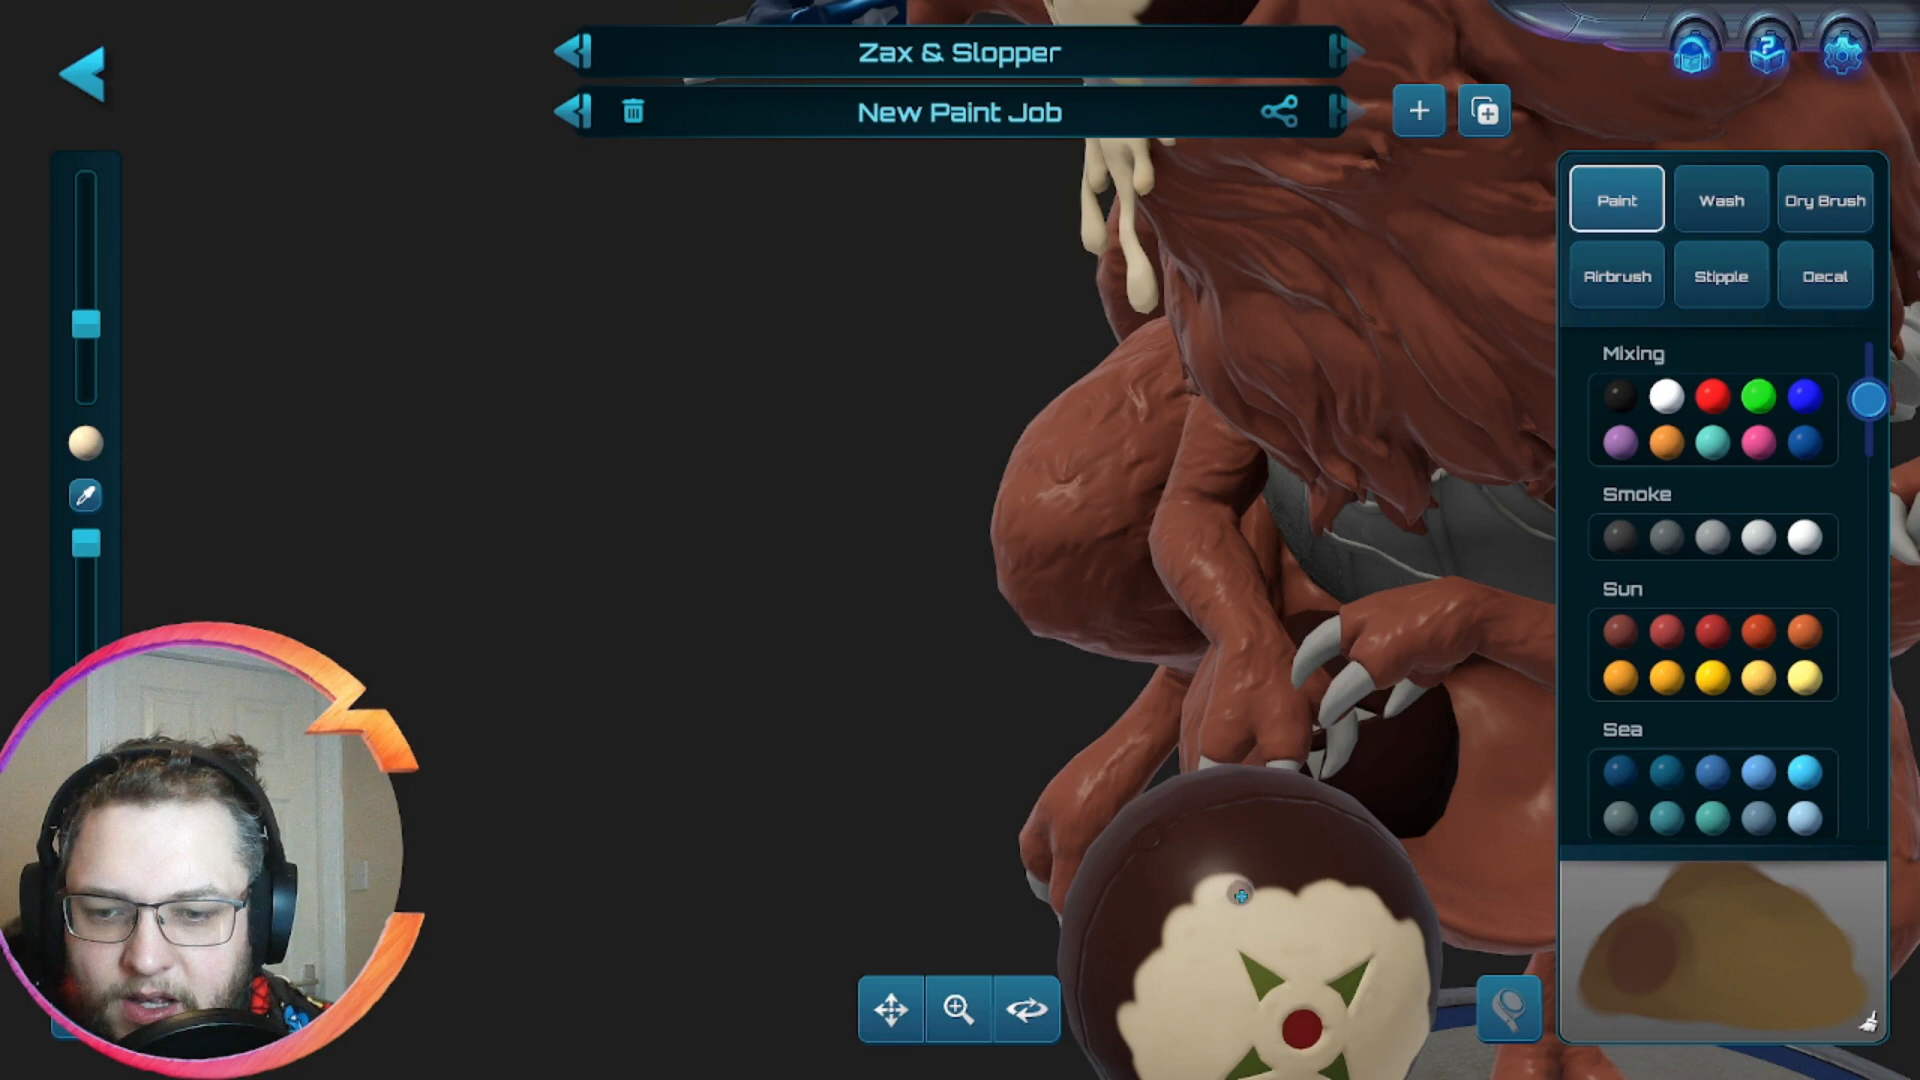 Zax & Slopper
New Paint Job
Paint
Wash
Dry Brush
Airbrush
Stipple
Decal
Mixing
Smoke
Sun
Sea